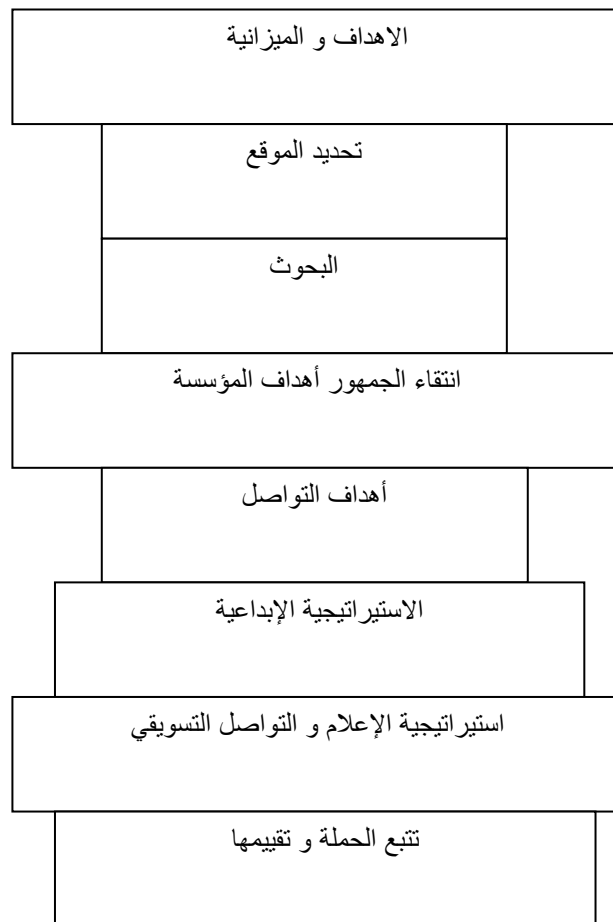 الاهداف و الميزانية
تحديد الموقع
البحوث
انتقاء الجمهور أهداف المؤسسة
أهداف التواصل
الاستيراتيجية الإبداعية
استيراتيجية الإعلام و التواصل التسويقي
تتبع الحملة و تقييمها